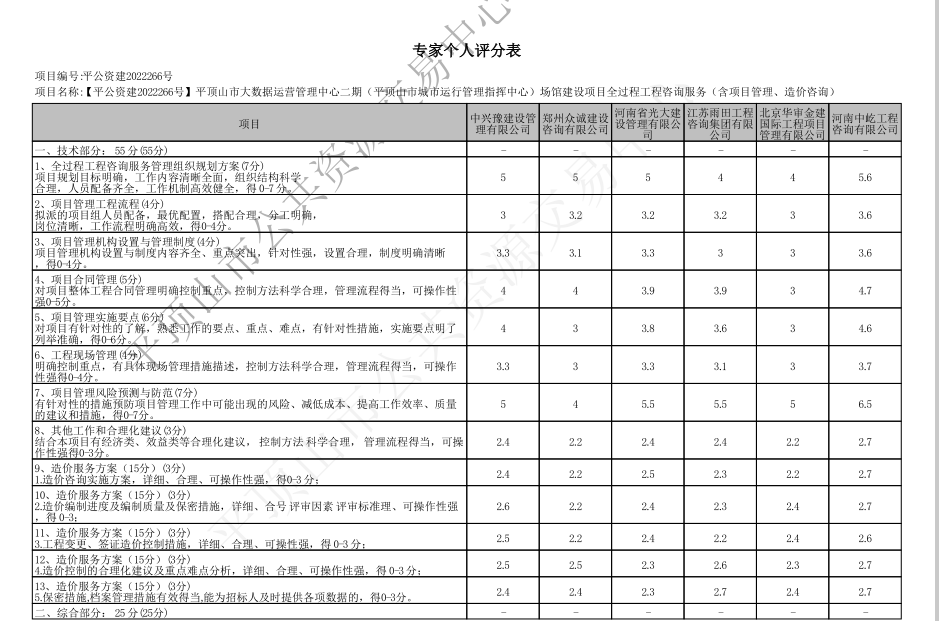 专家个人评分表
项目编号:平公资建2022266号
项目名称:【平公资建2022266号】平顶山市大数据运营管理中心二期（平顶山市城市运行管理指挥中心）场馆建设项目全过程工程咨询服务（含项目管理、造价咨询）
项目
中兴豫建设管
理有限公司
郑州众诚建设
咨询有限公司
河南省光大建
设管理有限公
司
江苏雨田工程
咨询集团有限
公司
北京华审金建
国际工程项目
管理有限公司
河南中屹工程
咨询有限公司
一、技术部分： 55 分(55分) － － － － － －
1、全过程工程咨询服务管理组织规划方案(7分)
项目规划目标明确，工作内容清晰全面，组织结构科学
合理，人员配备齐全，工作机制高效健全，得 0-7 分。
5 5 5 4 4 5.6
2、项目管理工程流程(4分)
拟派的项目组人员配备，最优配置，搭配合理，分工明确，
岗位清晰，工作流程明确高效，得0-4分。
3 3.2 3.2 3.2 3 3.6
3、项目管理机构设置与管理制度(4分)
项目管理机构设置与制度内容齐全、重点突出，针对性强，设置合理，制度明确清晰
，得0-4分。
3.3 3.1 3.3 3 3 3.6
4、项目合同管理(5分)
对项目整体工程合同管理明确控制重点，控制方法科学合理，管理流程得当，可操作性
强0-5分。
4 4 3.9 3.9 3 4.7
5、项目管理实施要点(6分)
对项目有针对性的了解，熟悉工作的要点、重点、难点，有针对性措施，实施要点明了
列举准确，得0-6分。
4 3 3.8 3.6 3 4.6
6、工程现场管理(4分)
明确控制重点，有具体现场管理措施描述，控制方法科学合理，管理流程得当，可操作
性强得0-4分。
3.3 3 3.3 3.1 3 3.7
7、项目管理风险预测与防范(7分)
有针对性的措施预防项目管理工作中可能出现的风险、减低成本、提高工作效率、质量
的建议和措施，得0-7分。
5 4 5.5 5.5 5 6.5
8、其他工作和合理化建议(3分)
结合本项目有经济类、效益类等合理化建议， 控制方法 科学合理， 管理流程得当，可操
作性强得0-3分。
2.4 2.2 2.4 2.4 2.2 2.7
9、造价服务方案（15分）(3分)
1.造价咨询实施方案，详细、合理、可操作性强，得0-3 分；
2.4 2.2 2.5 2.3 2.2 2.7
10、造价服务方案（15分）(3分)
2.造价编制进度及编制质量及保密措施，详细、合号 评审因素 评审标准理、可操作性强
，得 0-3；
2.6 2.2 2.4 2.3 2.4 2.7
11、造价服务方案（15分）(3分)
3.工程变更、签证造价控制措施，详细、合理、可操性强，得 0-3 分；
2.5 2.2 2.4 2.2 2.4 2.6
12、造价服务方案（15分）(3分)
4.造价控制的合理化建议及重点难点分析，详细、合理、可操作性强，得 0-3 分；
2.5 2.5 2.3 2.6 2.3 2.7
13、造价服务方案（15分）(3分)
5.保密措施,档案管理措施有效得当,能为招标人及时提供各项数据的，得0-3分。
2.4 2.4 2.3 2.7 2.4 2.7
二、综合部分： 25 分(25分) － － － － － －
平顶山市公共资源交易中心
平顶山市公共资源交易中心